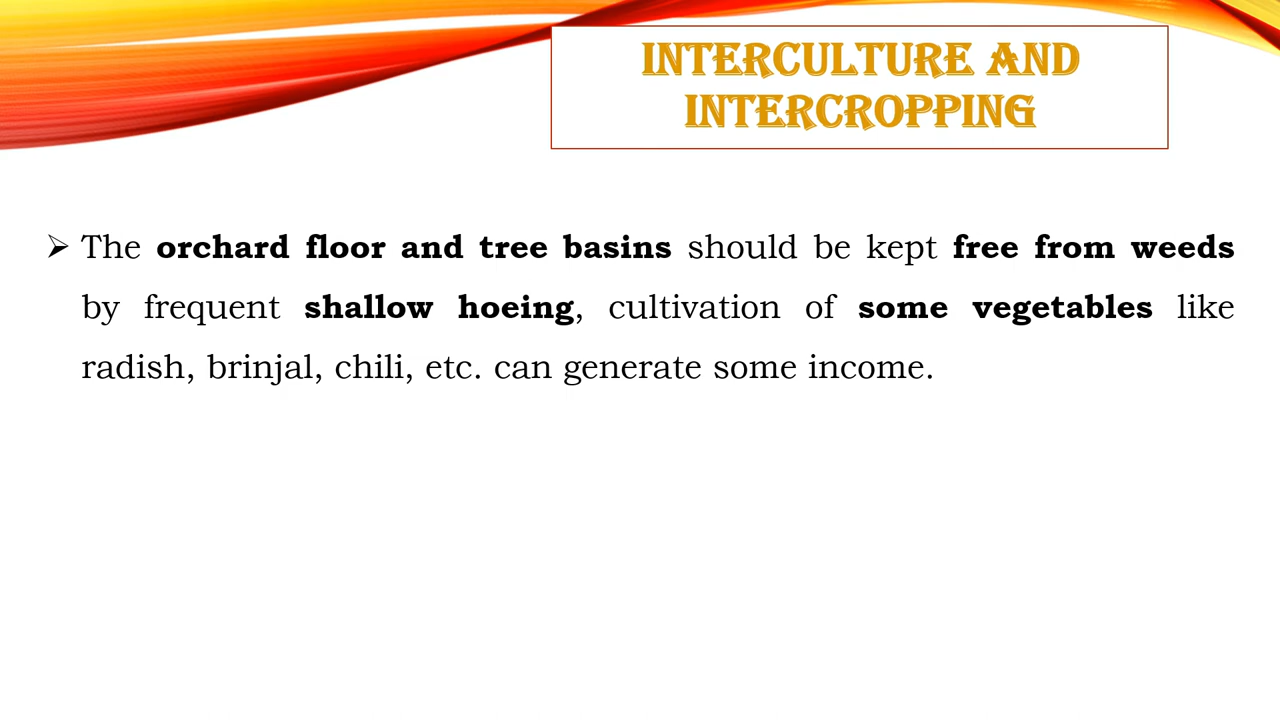 INTERCULTURE AND
INTERCROPPING
➢ The orchard floor and tree basins should be kept free from weeds
by frequent shallow hoeing, cultivation of some vegetables like
radish, brinjal, chili, etc. can generate some income.